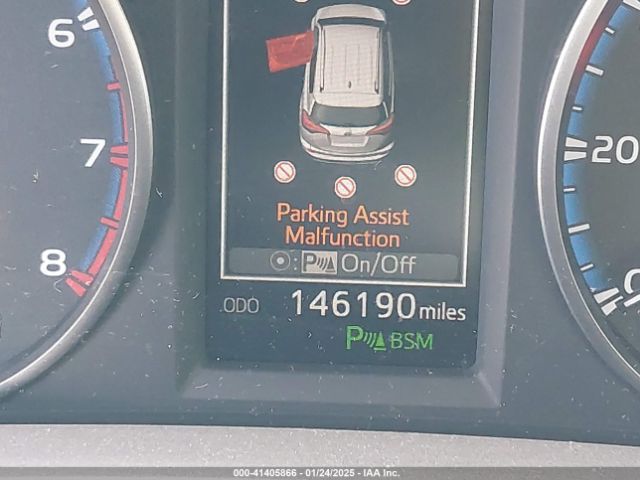 6
7
8
20
0
Parking Assist
Malfunction
: P On/Off
ODO 146190 miles
P BSM
000-41405866 - 01/24/2025 - IAA Inc.